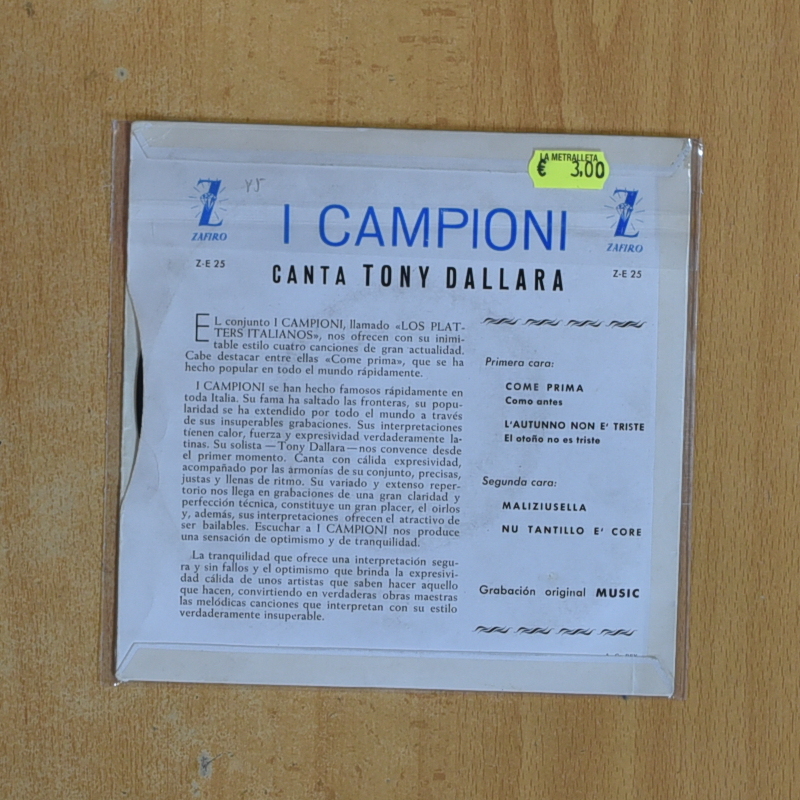 LA METRALLETA
€ 3.00
Y5
Z
ZAFIRO
Z-E 25
I CAMPIONI
CANTA TONY DALLARA
Z
ZAFIRO
Z-E 25
EL conjunto I CAMPIONI, llamado «LOS PLAT-
TERS ITALIANOS», nos ofrecen con su inimi-
table estilo cuatro canciones de gran actualidad.
Cabe destacar entre ellas «Come prima», que se ha
hecho popular en todo el mundo rápidamente.
I CAMPIONI se han hecho famosos rápidamente en
toda Italia. Su fama ha saltado las fronteras, su popu-
laridad se ha extendido por todo el mundo a través
de sus insuperables grabaciones. Sus interpretaciones
tienen calor, fuerza y expresividad verdaderamente la-
tinas. Su solista —Tony Dallara— nos convence desde
el primer momento. Canta con cálida expresividad,
acompañado por las armonías de su conjunto, precisas,
justas y llenas de ritmo. Su variado y extenso reper-
torio nos llega en grabaciones de una gran claridad y
perfección técnica, constituye un gran placer, el oirlos
y, además, sus interpretaciones ofrecen el atractivo de
ser bailables. Escuchar a I CAMPIONI nos produce
una sensación de optimismo y de tranquilidad.
La tranquilidad que ofrece una interpretación segu-
ra y sin fallos y el optimismo que brinda la expresivi-
dad cálida de unos artistas que saben hacer aquello
que hacen, convirtiendo en verdaderas obras maestras
las melódicas canciones que interpretan con su estilo
verdaderamente insuperable.
Primera cara:
COME PRIMA
Como antes
L'AUTUNNO NON E' TRISTE
El otoño no es triste
Segunda cara:
MALIZIUSELLA
NU TANTILLO E' CORE
Grabación original MUSIC